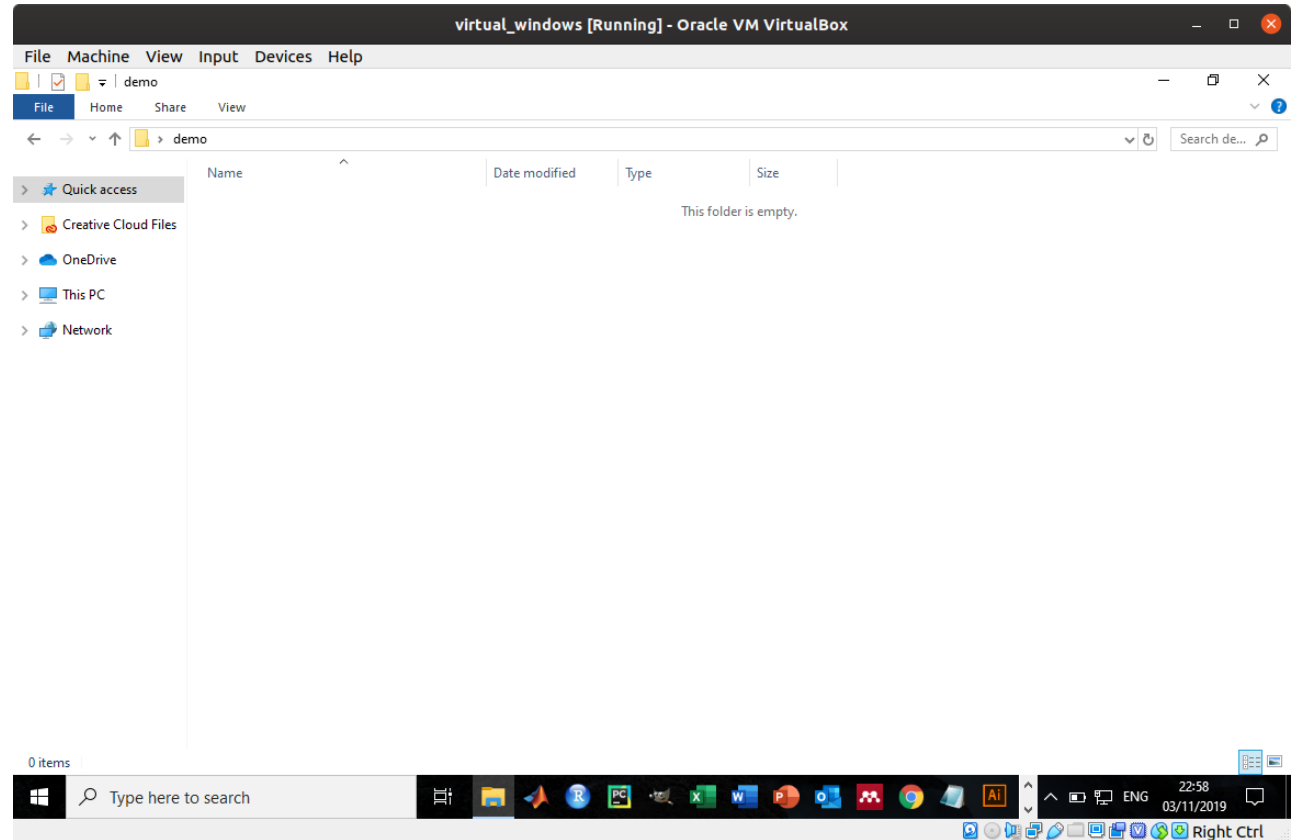 virtual_windows [Running] - Oracle VM VirtualBox
File Machine View Input Devices Help
demo
File Home Share View
demo
Search de...
Name Date modified Type Size
This folder is empty.
Quick access
Creative Cloud Files
OneDrive
This PC
Network
0 items
Type here to search
R
PC
Ai
ENG
22:58
03/11/2019
Right Ctrl